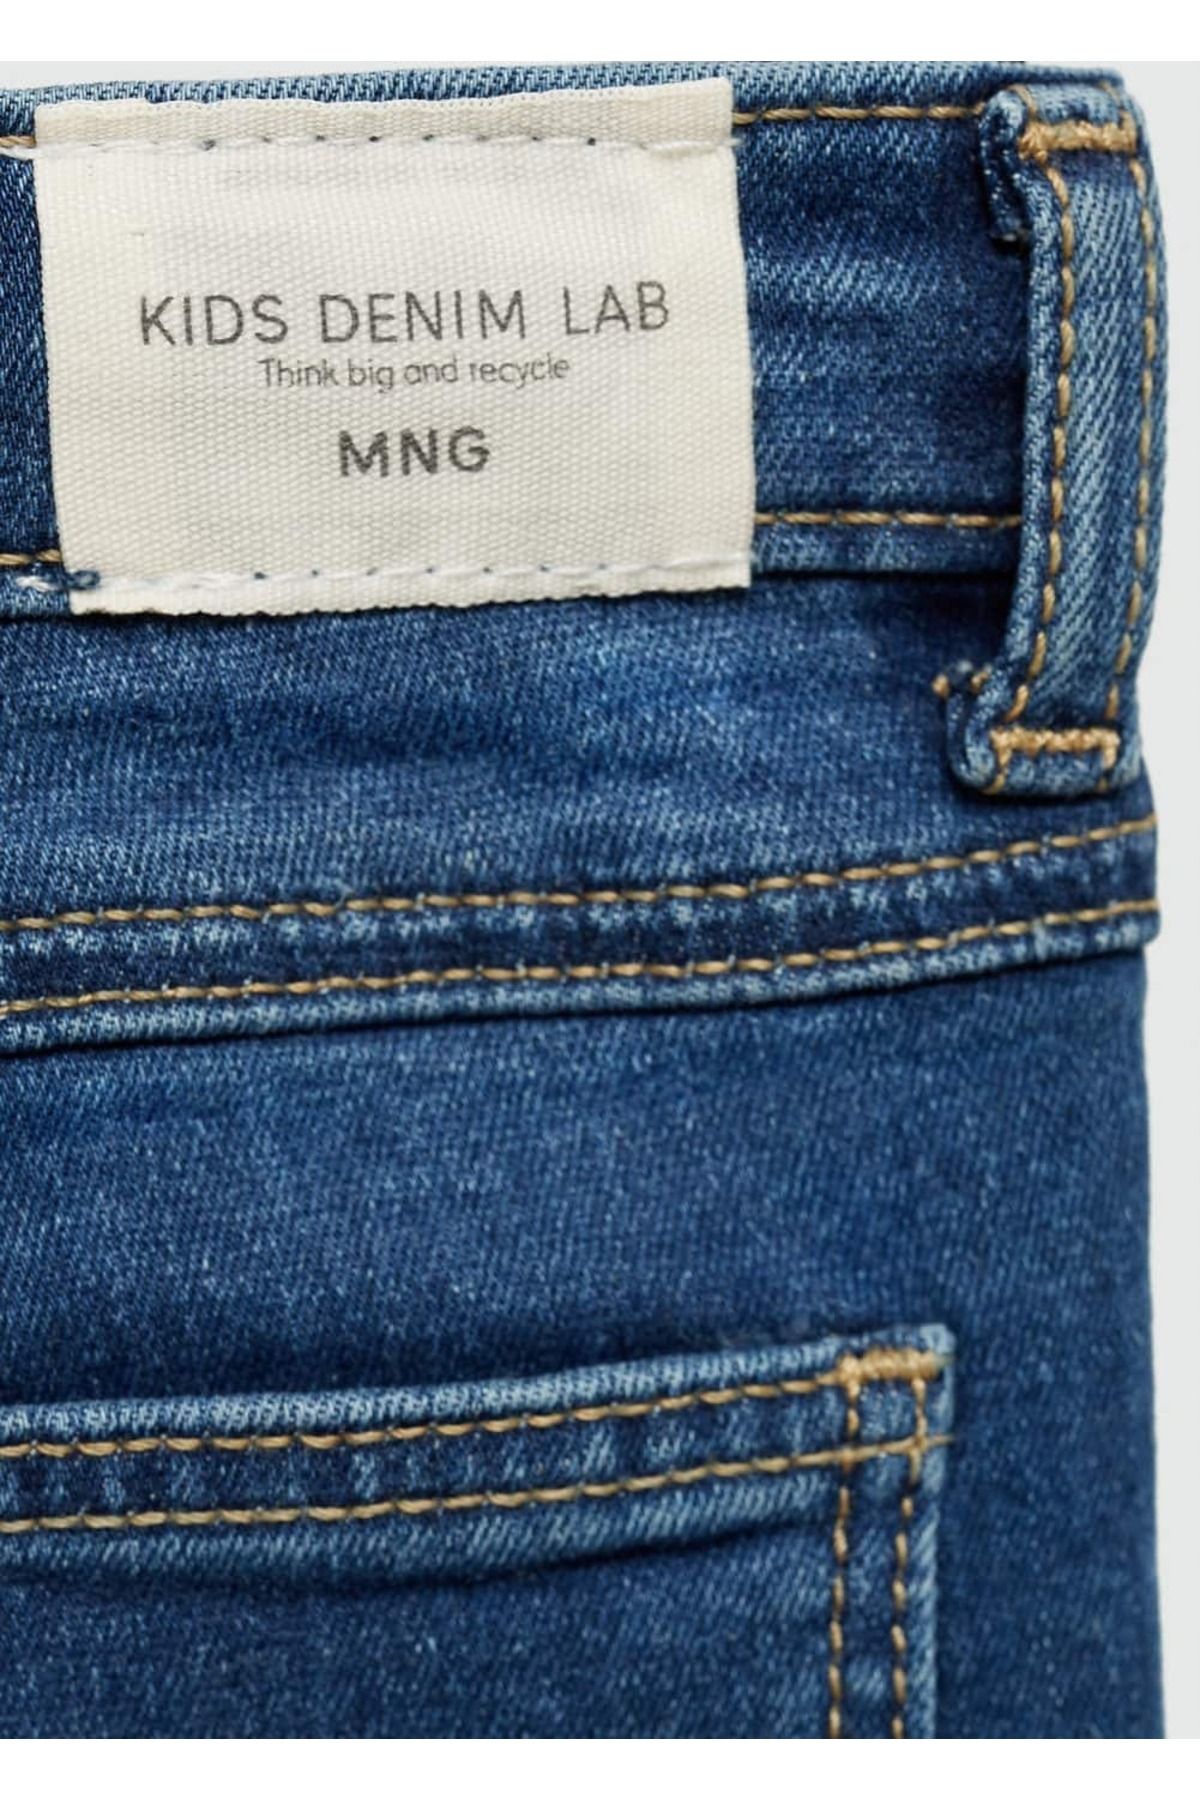 KIDS DENIM LAB
Think big and recycle
MNG